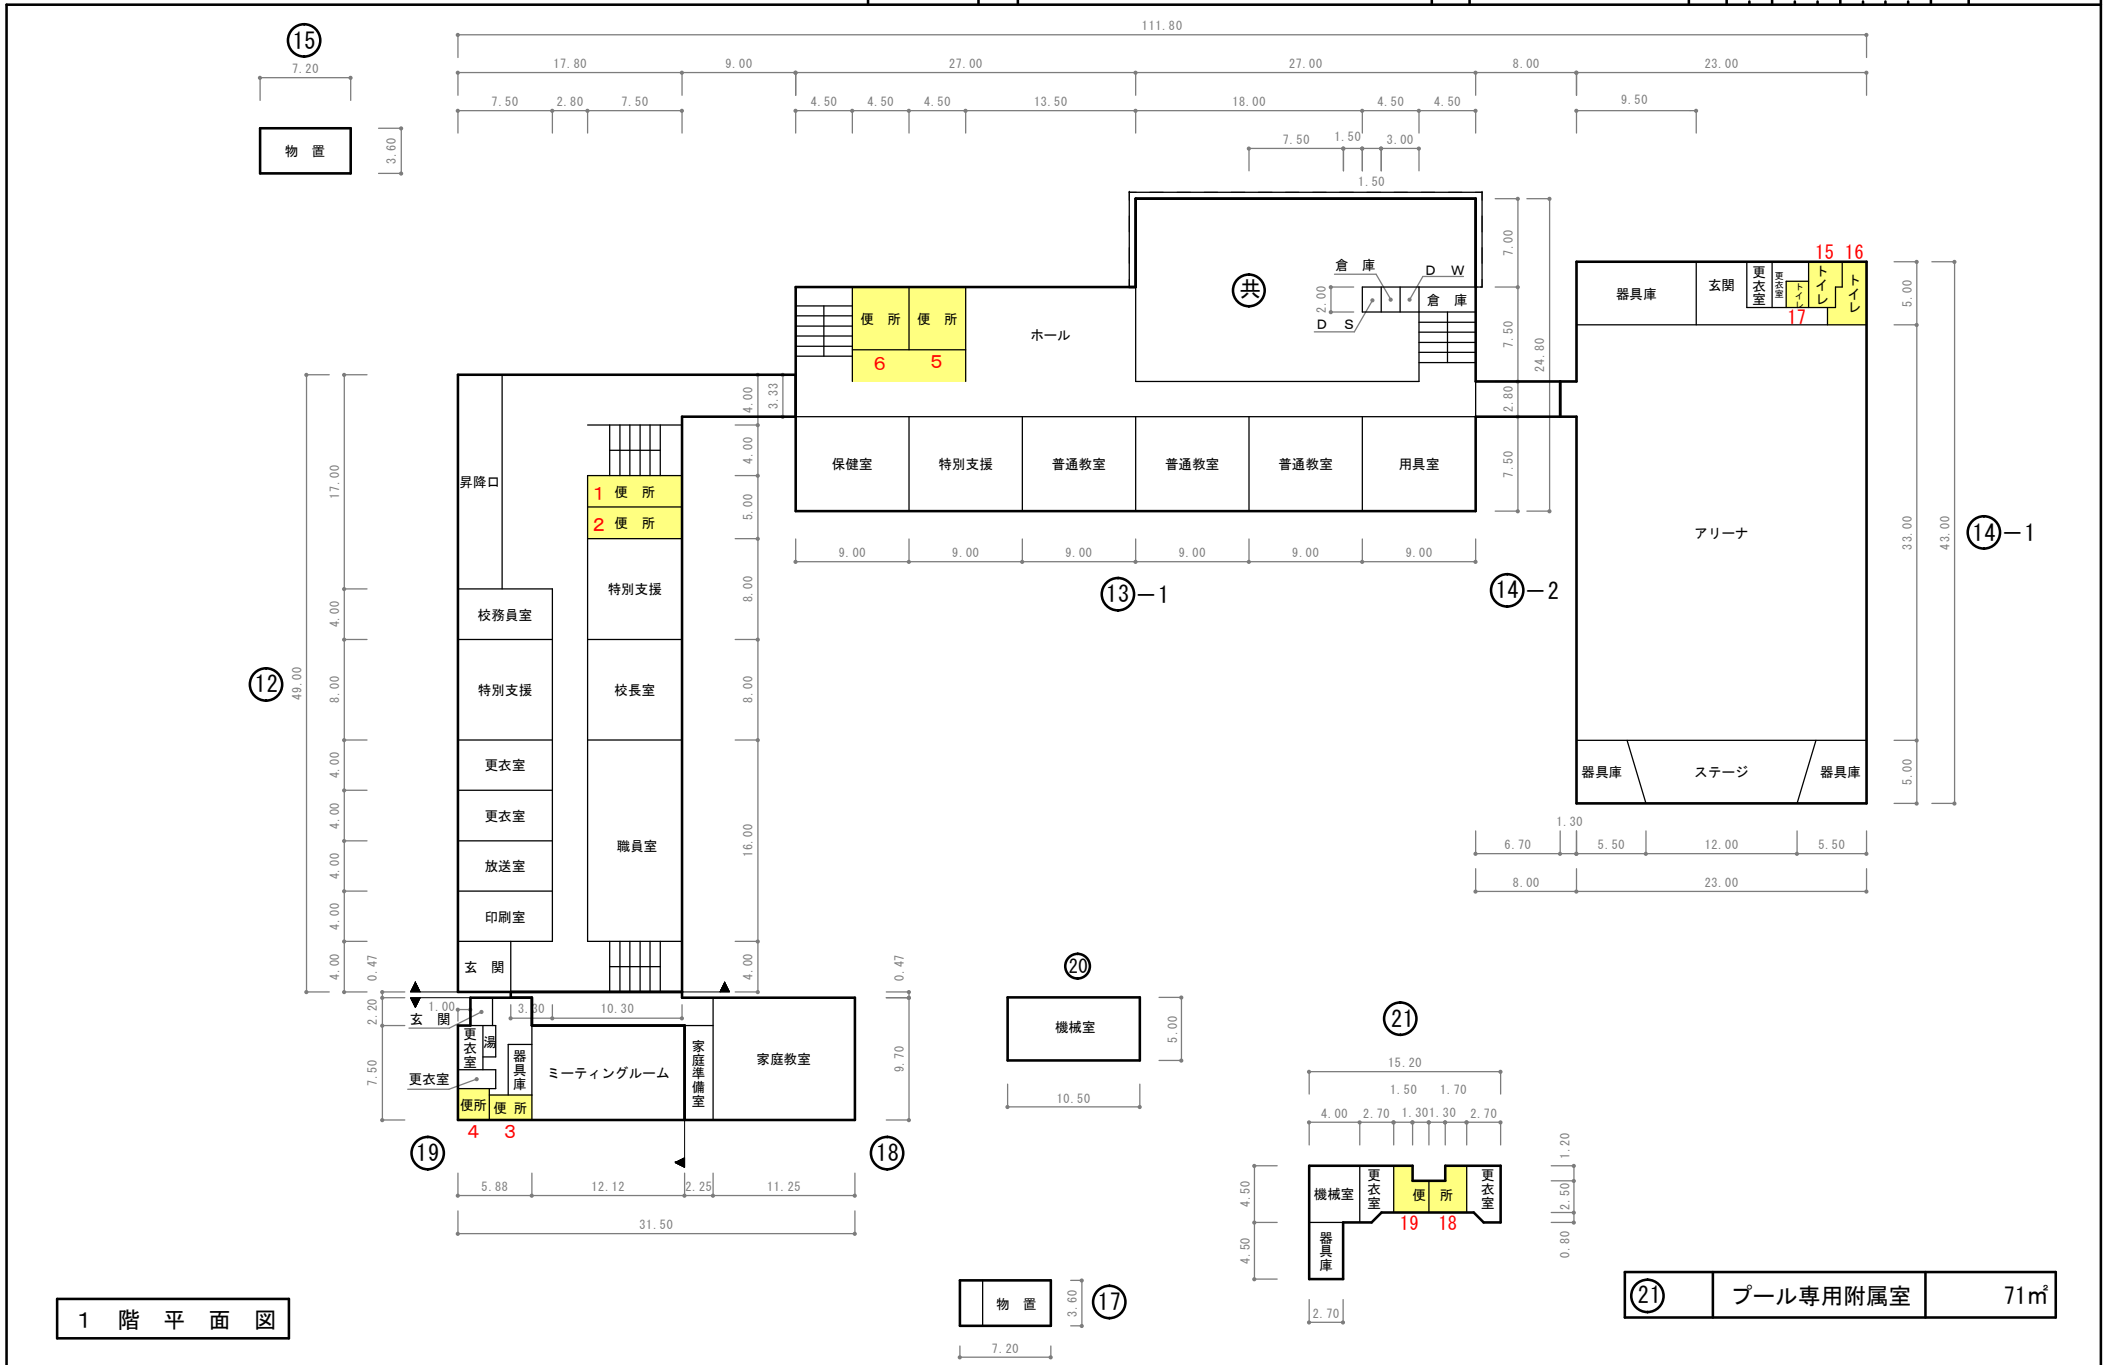 111.80
⑮
7.20
17.80 9.00 27.00 27.00 8.00 23.00
7.50 2.80 7.50 4.50 4.50 4.50 13.50 18.00 4.50 4.50 9.50
物 置
3.60
7.50 1.50 3.00
1.50
7.00
共
倉 庫
D W
2.00
倉 庫
D S
15 16
器具庫
玄関
更衣室
更衣室
トイレ
トイレ
トイレ
17
5.00
便 所
便 所
6
5
ホール
7.50
24.80
2.80
7.50
4.00
3.33
保健室
特別支援
普通教室
普通教室
普通教室
用具室
9.00 9.00 9.00 9.00 9.00 9.00
⑬－1
⑭－2
アリーナ
33.00
43.00
⑭－1
器具庫
ステージ
器具庫
5.00
1.30
6.70 5.50 12.00 5.50
8.00 23.00
昇降口
17.00
4.00
1 便 所
2 便 所
5.00
特別支援
8.00
校務員室
4.00
⑫
49.00
特別支援
8.00
校長室
8.00
更衣室
4.00
更衣室
4.00
職員室
16.00
放送室
4.00
印刷室
4.00
玄 関
4.00
4.00
0.47
0.47
2.20
1.00
3.30
10.30
玄 関
更衣室
湯
器具庫
更衣室
7.50
便所
便 所
4
3
ミーティングルーム
家庭準備室
家庭教室
9.70
⑲
⑱
5.88 12.12 2.25 11.25
31.50
⑳
機械室
5.00
10.50
㉑
15.20
1.50 1.70
4.00 2.70 1.30 1.30 2.70
1.20
4.50
機械室
更衣室
便 所
更衣室
2.50
19 18
4.50
器具庫
0.80
2.70
物 置
3.60
⑰
7.20
1 階 平 面 図
㉑ プール専用附属室 71㎡